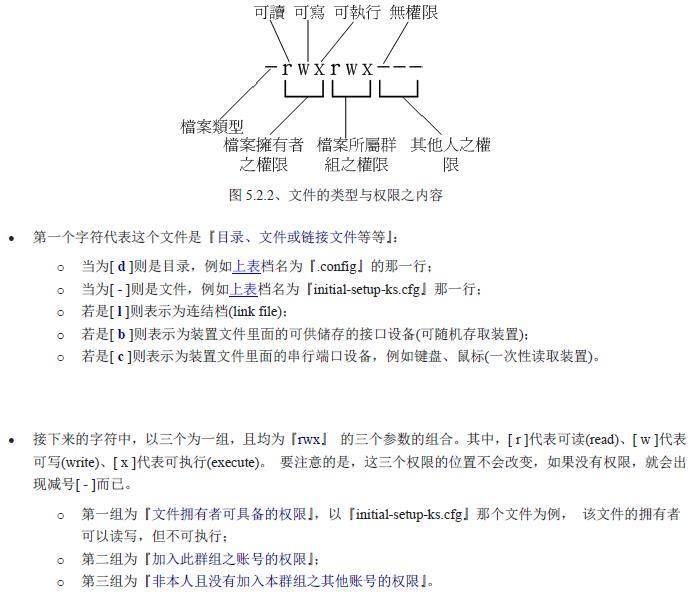 可讀 可寫 可執行 無權限
-rwxrwx---
檔案類型
檔案擁有者
之權限
檔案所屬群
組之權限
其他人之權
限
图 5.2.2、文件的类型与权限之内容
• 第一个字符代表这个文件是『目录、文件或链接文件等等』：
o 当为[ d ]则是目录，例如上表档名为『.config』的那一行；
o 当为[ - ]则是文件，例如上表档名为『initial-setup-ks.cfg』那一行；
o 若是[ l ]则表示为连结档(link file)；
o 若是[ b ]则表示为装置文件里面的可供储存的接口设备(可随机存取装置)；
o 若是[ c ]则表示为装置文件里面的串行端口设备，例如键盘、鼠标(一次性读取装置)。
• 接下来的字符中，以三个为一组，且均为『rwx』 的三个参数的组合。其中，[ r ]代表可读(read)、[ w ]代表
可写(write)、[ x ]代表可执行(execute)。 要注意的是，这三个权限的位置不会改变，如果没有权限，就会出
现减号[ - ]而已。
o 第一组为『文件拥有者可具备的权限』，以『initial-setup-ks.cfg』那个文件为例， 该文件的拥有者
可以读写，但不可执行；
o 第二组为『加入此群组之账号的权限』；
o 第三组为『非本人且没有加入本群组之其他账号的权限』。